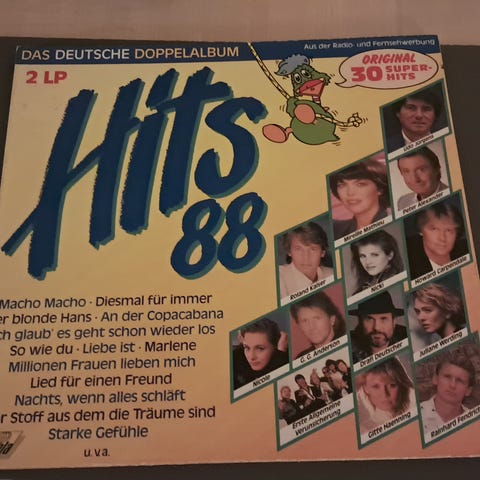 DAS DEUTSCHE DOPPELALBUM
Aus der Radio- und Fernsehwerbung
2 LP
ORIGINAL
30 SUPER-
HITS
Hits
88
Udo Jürgens
Peter Alexander
Mireille Mathieu
Howard Carpendale
Nicki
Roland Kaiser
Juliane Werding
Drafi Deutscher
G. G. Anderson
Nicole
Rainhard Fendrich
Gitte Haenning
Erste Allgemeine
Verunsicherung
Macho Macho · Diesmal für immer
er blonde Hans · An der Copacabana
ch glaub' es geht schon wieder los
So wie du · Liebe ist · Marlene
Millionen Frauen lieben mich
Lied für einen Freund
Nachts, wenn alles schläft
r Stoff aus dem die Träume sind
Starke Gefühle
u.v.a.